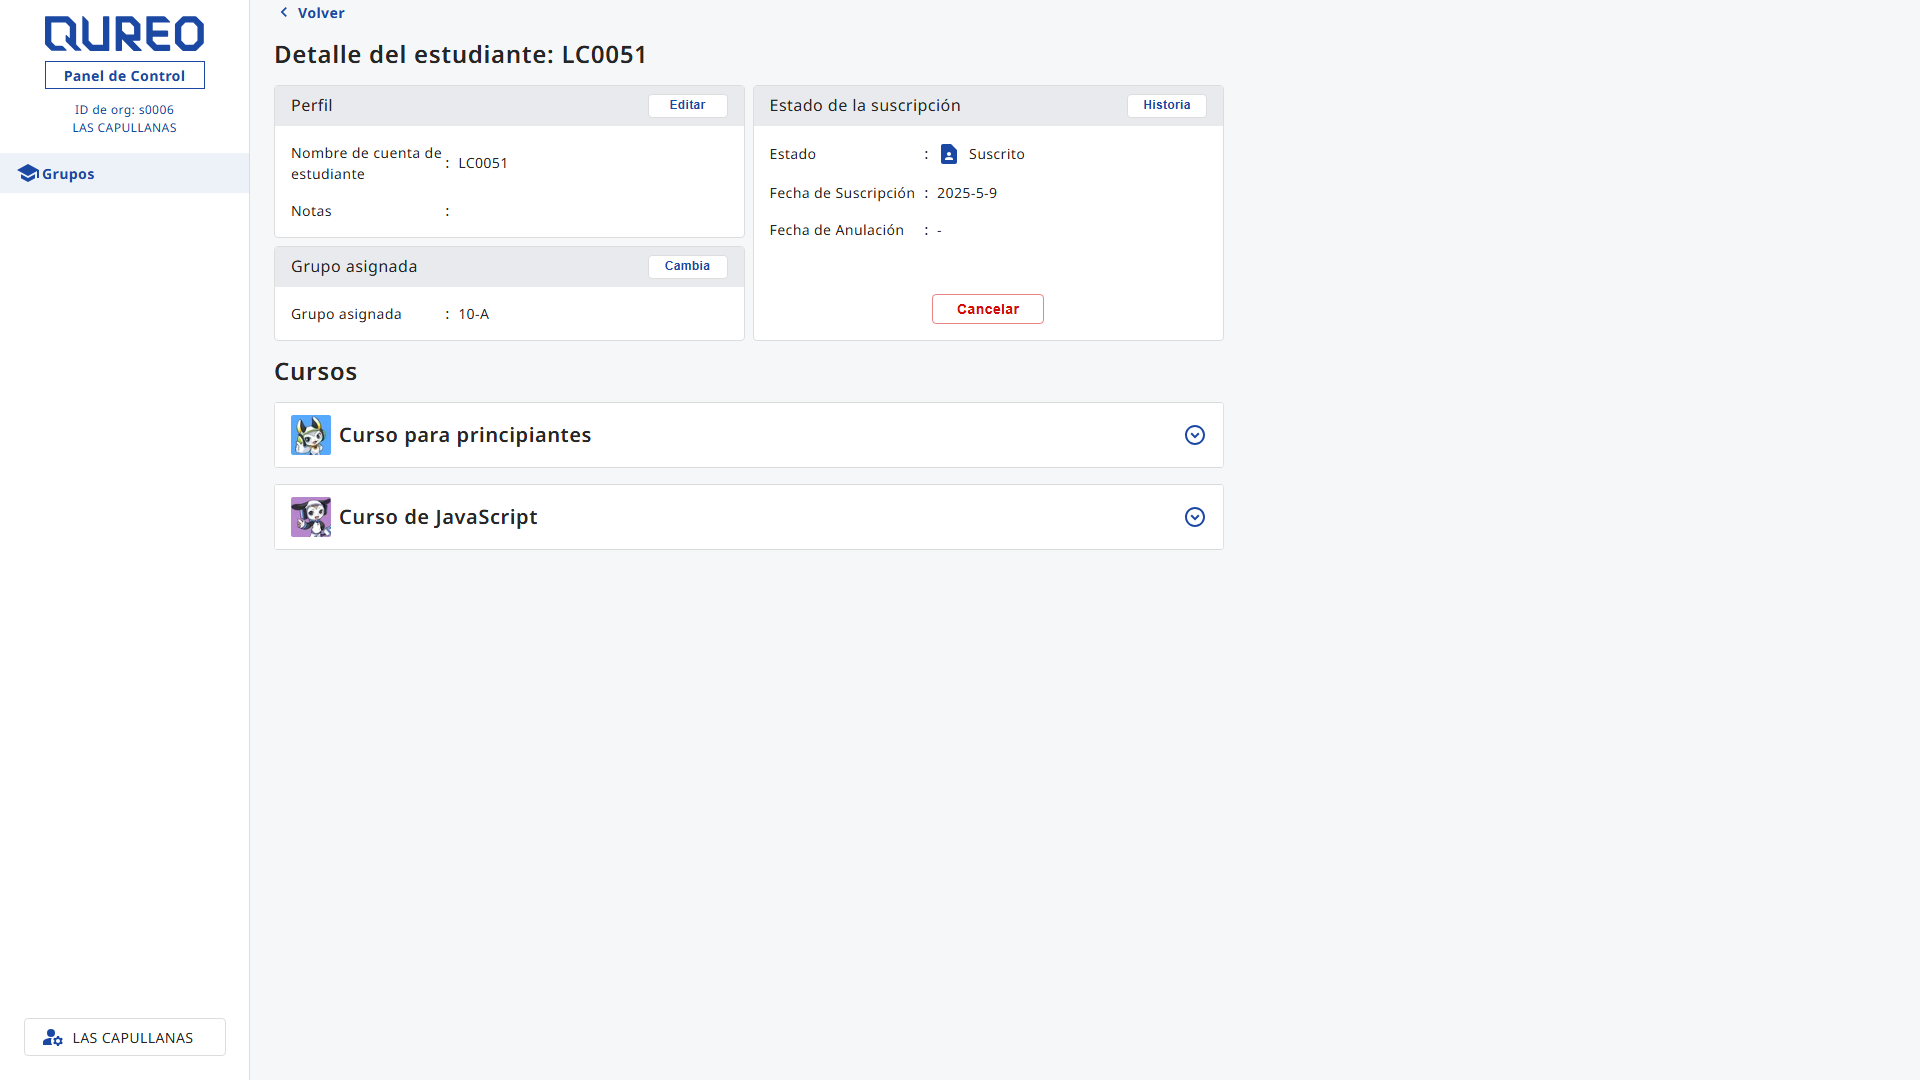 QUREO
Panel de Control
ID de org: s0006
LAS CAPULLANAS
Grupos
LAS CAPULLANAS
Volver
Detalle del estudiante: LC0051
Perfil
Editar
Nombre de cuenta de
estudiante
: LC0051
Notas :
Grupo asignada
Cambia
Grupo asignada : 10-A
Estado de la suscripción
Historia
Estado : Suscrito
Fecha de Suscripción : 2025-5-9
Fecha de Anulación : -
Cancelar
Cursos
Curso para principiantes
Curso de JavaScript